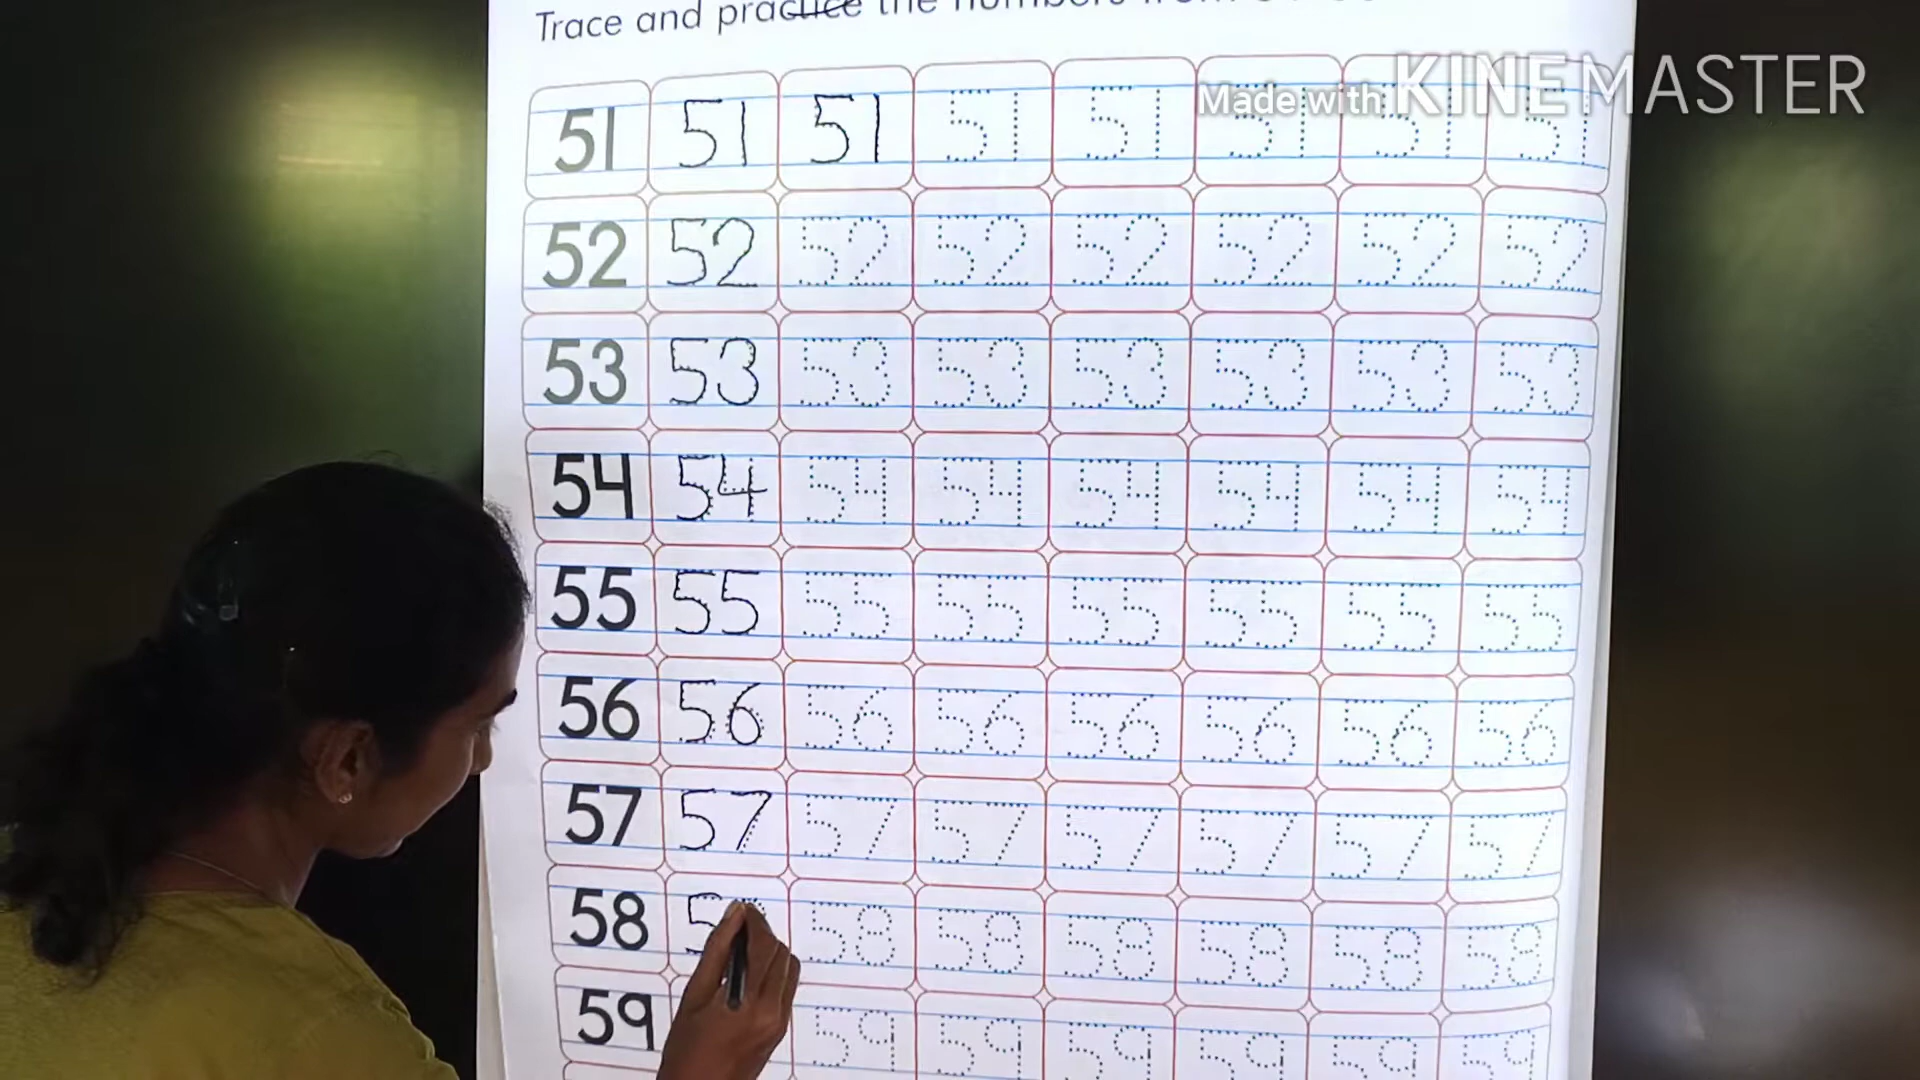 Trace and practice the numbers from
Made with KINEMASTER
51 51 51 51 51 51 51 51
52 52 52 52 52 52 52 52
53 53 53 53 53 53 53 53
54 54 54 54 54 54 54 54
55 55 55 55 55 55 55 55
56 56 56 56 56 56 56 56
57 57 57 57 57 57 57 57
58 5 58 58 58 58 58 58
59 59 59 59 59 59 59